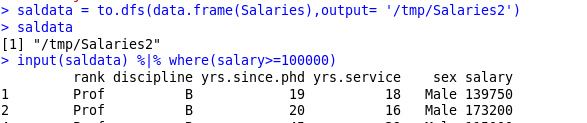 > saldata = to.dfs(data.frame(Salaries),output= '/tmp/Salaries2')
> saldata
[1] "/tmp/Salaries2"
> input(saldata) %|% where(salary>=100000)
rank discipline yrs.since.phd yrs.service sex salary
1 Prof B 19 18 Male 139750
2 Prof B 20 16 Male 173200